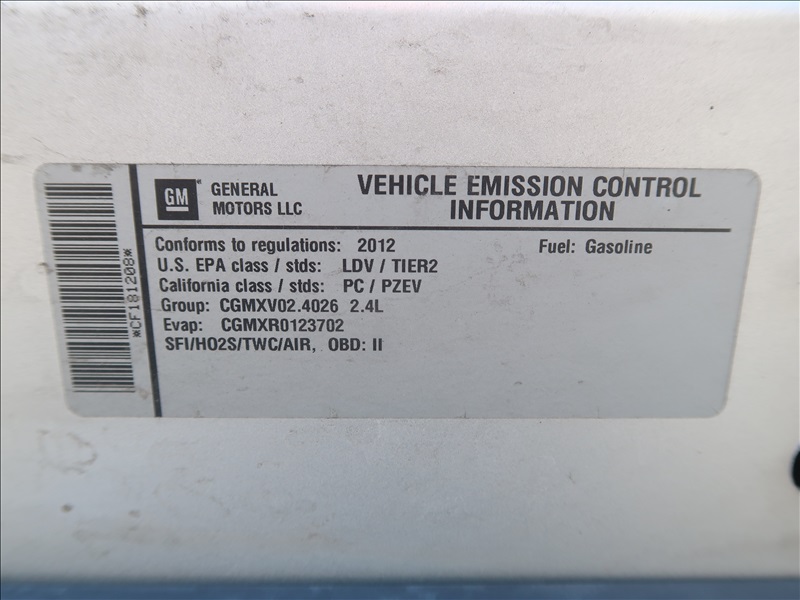 *CF181208*
GM
GENERAL
MOTORS LLC
VEHICLE EMISSION CONTROL
INFORMATION
Conforms to regulations: 2012 Fuel: Gasoline
U.S. EPA class / stds: LDV / TIER2
California class / stds: PC / PZEV
Group: CGMXV02.4026 2.4L
Evap: CGMXR0123702
SFI/HO2S/TWC/AIR, OBD: II